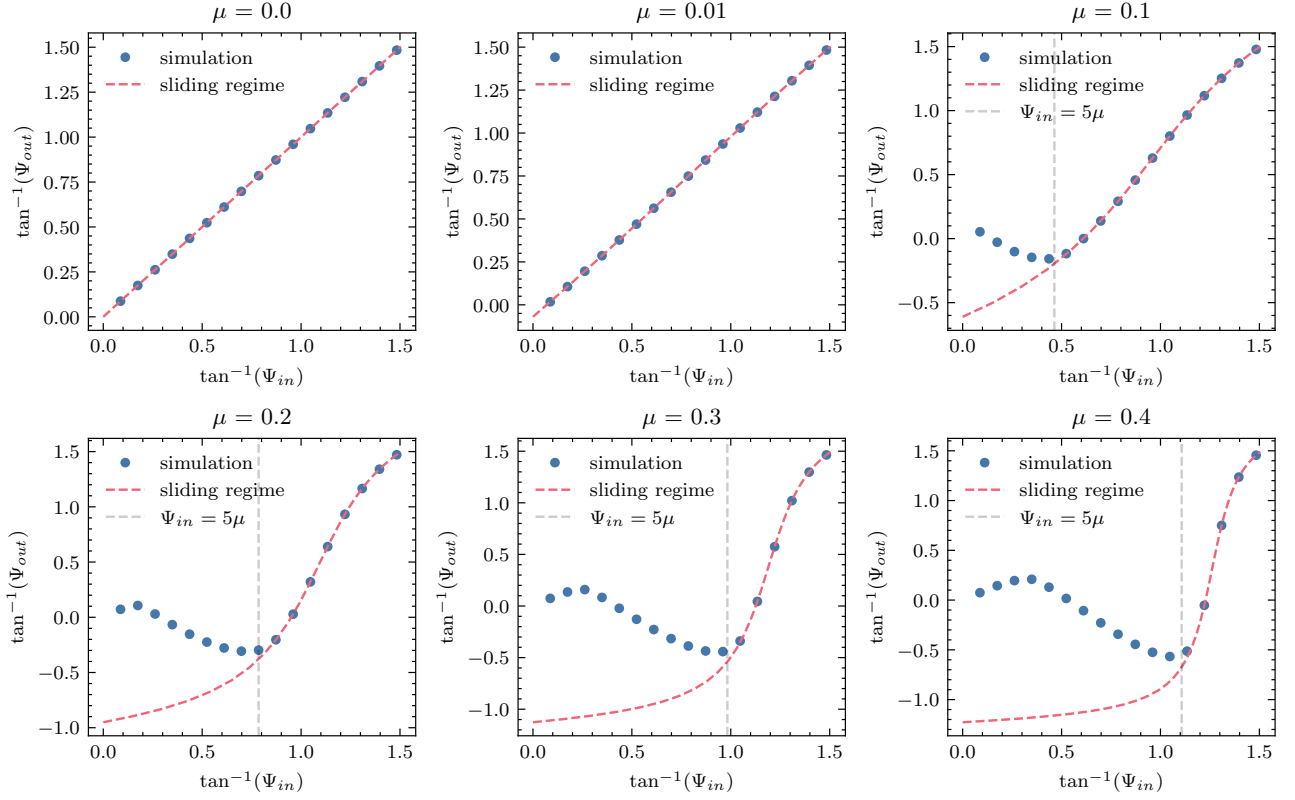 μ = 0.0
1.50
1.25
1.00
0.75
0.50
0.25
0.00
tan⁻¹(Ψ_out)
simulation
sliding regime
0.0 0.5 1.0 1.5
tan⁻¹(Ψ_in)
μ = 0.01
1.50
1.25
1.00
0.75
0.50
0.25
0.00
tan⁻¹(Ψ_out)
simulation
sliding regime
0.0 0.5 1.0 1.5
tan⁻¹(Ψ_in)
μ = 0.1
1.5
1.0
0.5
0.0
−0.5
tan⁻¹(Ψ_out)
simulation
sliding regime
Ψ_in = 5μ
0.0 0.5 1.0 1.5
tan⁻¹(Ψ_in)
μ = 0.2
1.5
1.0
0.5
0.0
−0.5
−1.0
tan⁻¹(Ψ_out)
simulation
sliding regime
Ψ_in = 5μ
0.0 0.5 1.0 1.5
tan⁻¹(Ψ_in)
μ = 0.3
1.5
1.0
0.5
0.0
−0.5
−1.0
tan⁻¹(Ψ_out)
simulation
sliding regime
Ψ_in = 5μ
0.0 0.5 1.0 1.5
tan⁻¹(Ψ_in)
μ = 0.4
1.5
1.0
0.5
0.0
−0.5
−1.0
tan⁻¹(Ψ_out)
simulation
sliding regime
Ψ_in = 5μ
0.0 0.5 1.0 1.5
tan⁻¹(Ψ_in)